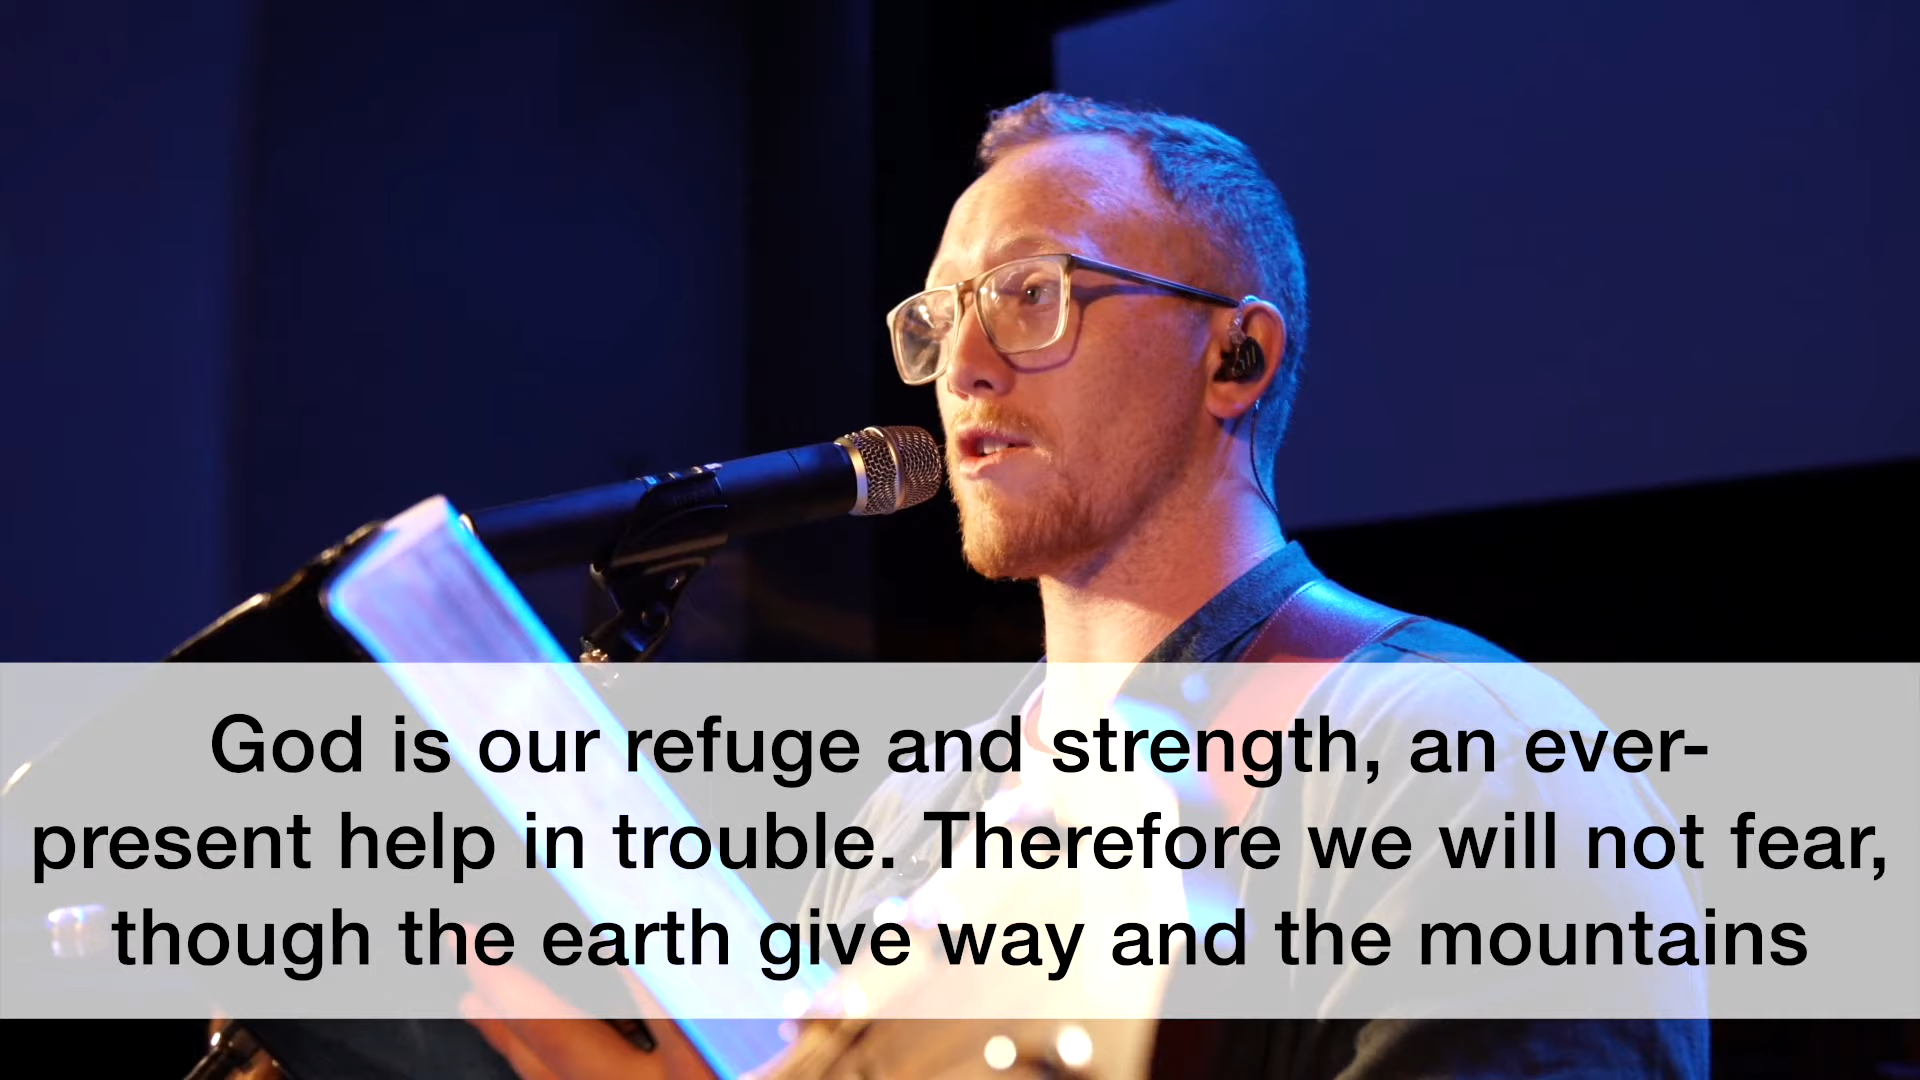 God is our refuge and strength, an ever-
present help in trouble. Therefore we will not fear,
though the earth give way and the mountains